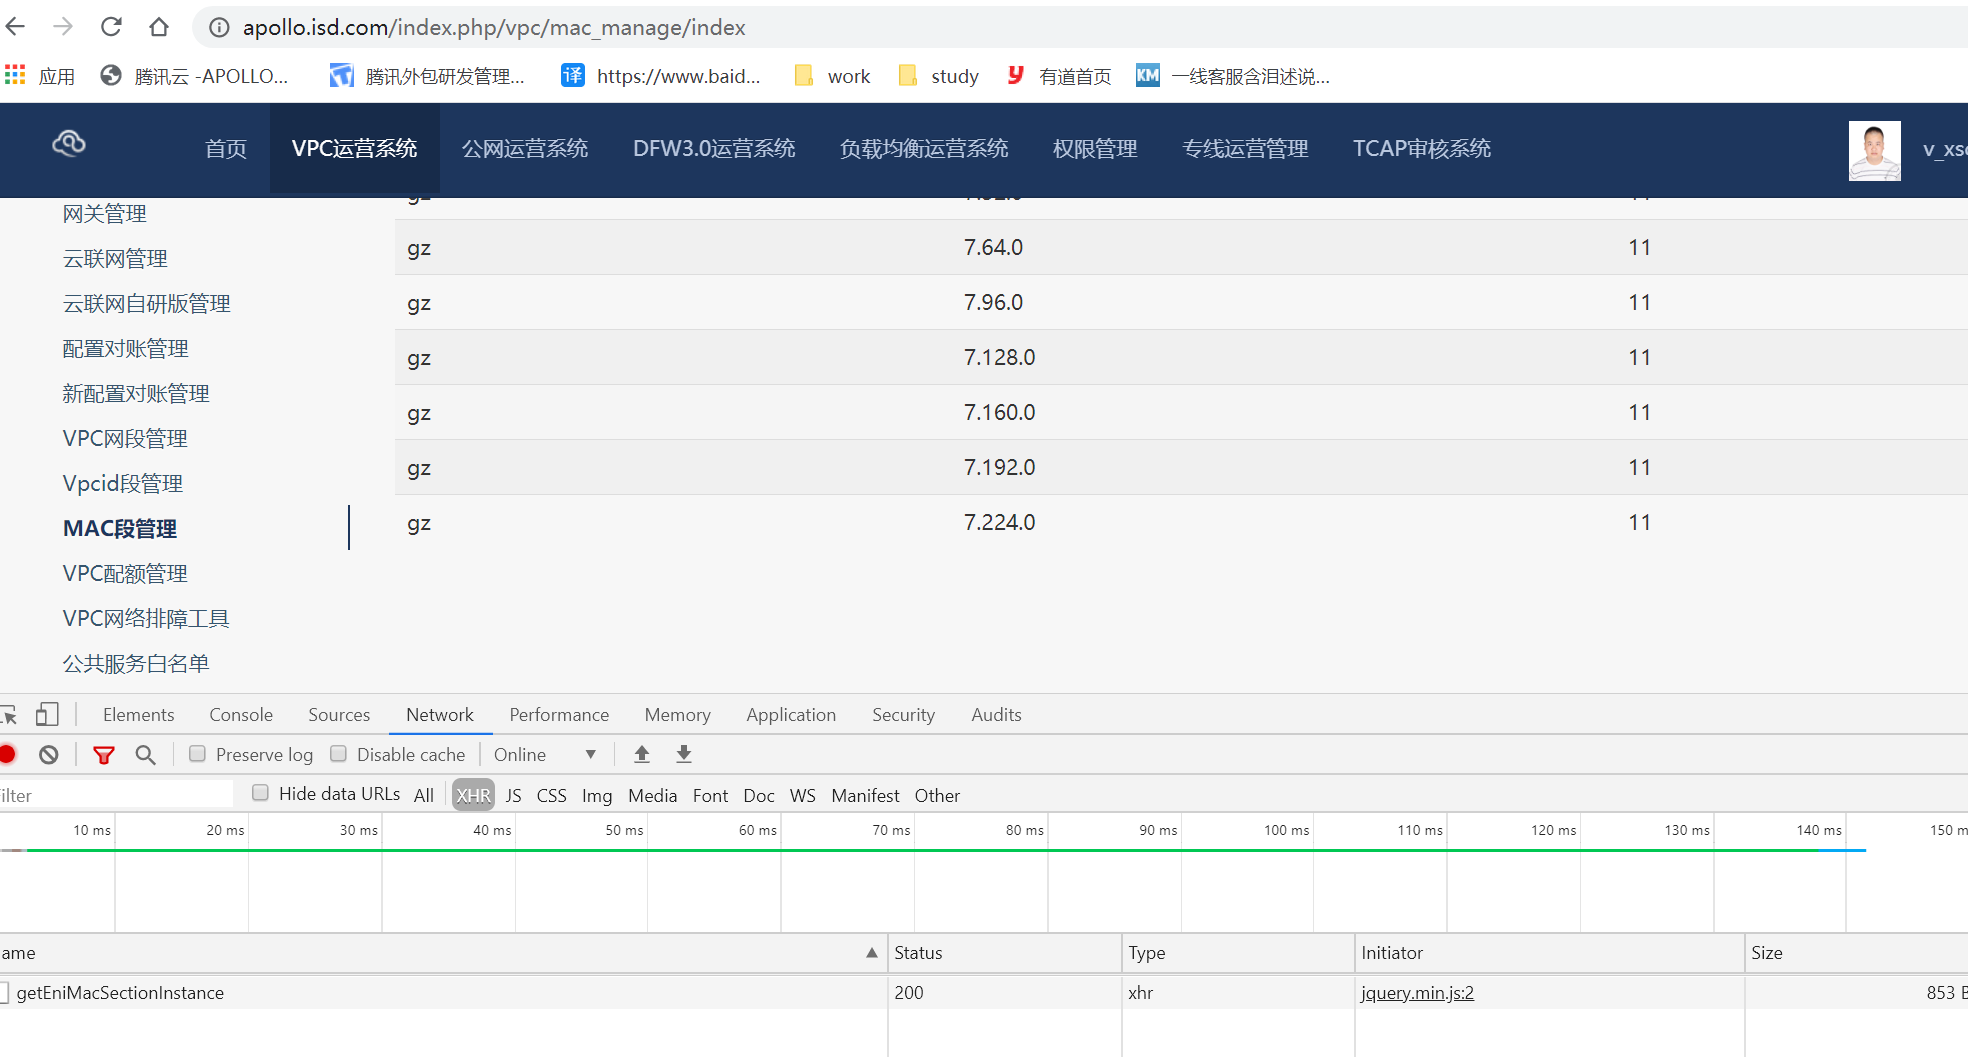 apollo.isd.com/index.php/vpc/mac_manage/index
应用 腾讯云 -APOLLO... 腾讯外包研发管理... 译 https://www.baid... work study 有道首页 KM 一线客服含泪述说...
首页 VPC运营系统 公网运营系统 DFW3.0运营系统 负载均衡运营系统 权限管理 专线运营管理 TCAP审核系统
网关管理
gz 7.64.0 11
云联网管理
gz 7.96.0 11
云联网自研版管理
gz 7.128.0 11
配置对账管理
新配置对账管理
gz 7.160.0 11
VPC网段管理
gz 7.192.0 11
Vpcid段管理
gz 7.224.0 11
MAC段管理
VPC配额管理
VPC网络排障工具
公共服务白名单
Elements Console Sources Network Performance Memory Application Security Audits
Preserve log Disable cache Online
ilter Hide data URLs All XHR JS CSS Img Media Font Doc WS Manifest Other
10 ms 20 ms 30 ms 40 ms 50 ms 60 ms 70 ms 80 ms 90 ms 100 ms 110 ms 120 ms 130 ms 140 ms 150 m
ame Status Type Initiator Size
getEniMacSectionInstance 200 xhr jquery.min.js:2 853 B